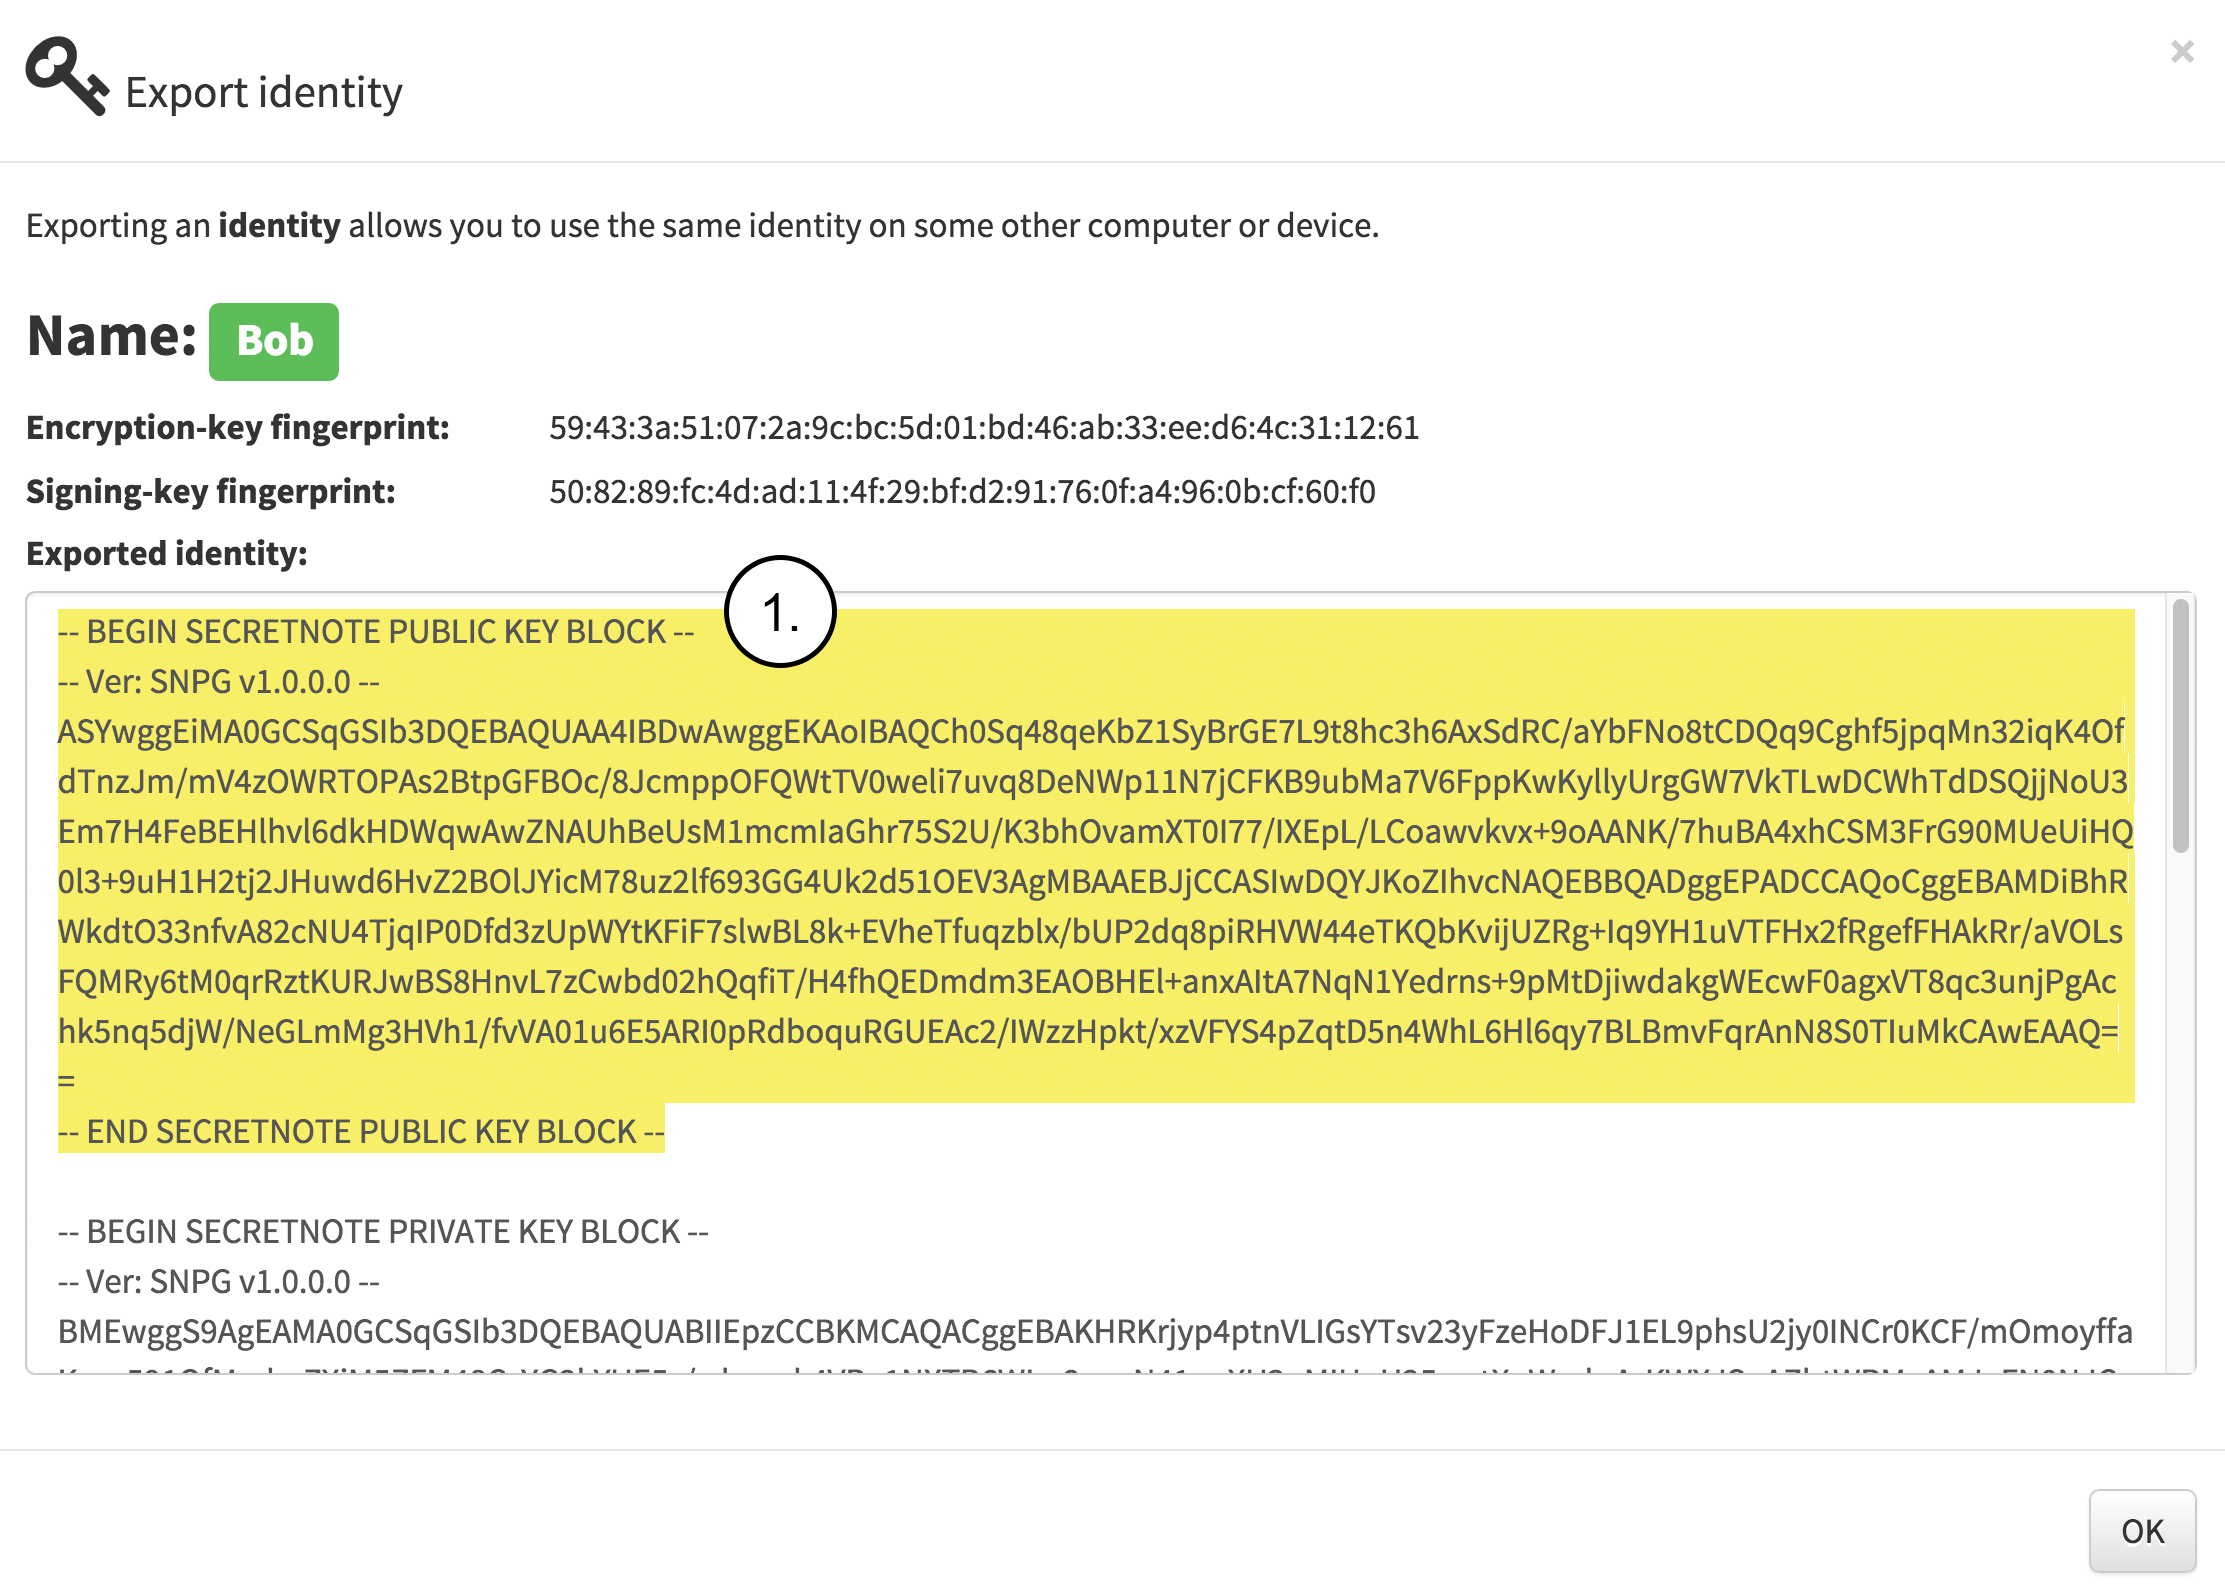 Export identity
×
Exporting an identity allows you to use the same identity on some other computer or device.
Name: Bob
Encryption-key fingerprint: 59:43:3a:51:07:2a:9c:bc:5d:01:bd:46:ab:33:ee:d6:4c:31:12:61
Signing-key fingerprint: 50:82:89:fc:4d:ad:11:4f:29:bf:d2:91:76:0f:a4:96:0b:cf:60:f0
Exported identity:
1.
-- BEGIN SECRETNOTE PUBLIC KEY BLOCK --
-- Ver: SNPG v1.0.0.0 --
ASYwggEiMA0GCSqGSIb3DQEBAQUAA4IBDwAwggEKAoIBAQCh0Sq48qeKbZ1SyBrGE7L9t8hc3h6AxSdRC/aYbFNo8tCDQq9Cghf5jpqMn32iqK4Of
dTnzJm/mV4zOWRTOPAs2BtpGFBOc/8JcmppOFQWtTV0weli7uvq8DeNWp11N7jCFKB9ubMa7V6FppKwKyllyUrgGW7VkTLwDCWhTdDSQjjNoU3
Em7H4FeBEHlhvl6dkHDWqwAwZNAUhBeUsM1mcmIaGhr75S2U/K3bhOvamXT0I77/IXEpL/LCoawvkvx+9oAANK/7huBA4xhCSM3FrG90MUeUiHQ
0l3+9uH1H2tj2JHuwd6HvZ2BOlJYicM78uz2lf693GG4Uk2d51OEV3AgMBAAEBJjCCASIwDQYJKoZIhvcNAQEBBQADggEPADCCAQoCggEBAMDiBhR
WkdtO33nfvA82cNU4TjqIP0Dfd3zUpWYtKFiF7slwBL8k+EVheTfuqzblx/bUP2dq8piRHVW44eTKQbKvijUZRg+Iq9YH1uVTFHx2fRgefFHAkRr/aVOLs
FQMRy6tM0qrRztKURJwBS8HnvL7zCwbd02hQqfiT/H4fhQEDmdm3EAOBHEl+anxAItA7NqN1Yedrns+9pMtDjiwdakgWEcwF0agxVT8qc3unjPgAc
hk5nq5djW/NeGLmMg3HVh1/fvVA01u6E5ARI0pRdboquRGUEAc2/IWzzHpkt/xzVFYS4pZqtD5n4WhL6Hl6qy7BLBmvFqrAnN8S0TIuMkCAwEAAQ=
=
-- END SECRETNOTE PUBLIC KEY BLOCK --
-- BEGIN SECRETNOTE PRIVATE KEY BLOCK --
-- Ver: SNPG v1.0.0.0 --
BMEwggS9AgEAMA0GCSqGSIb3DQEBAQUABIIEpzCCBKMCAQACggEBAKHRKrjyp4ptnVLIGsYTsv23yFzeHoDFJ1EL9phsU2jy0INCr0KCF/mOmoyffa
OK